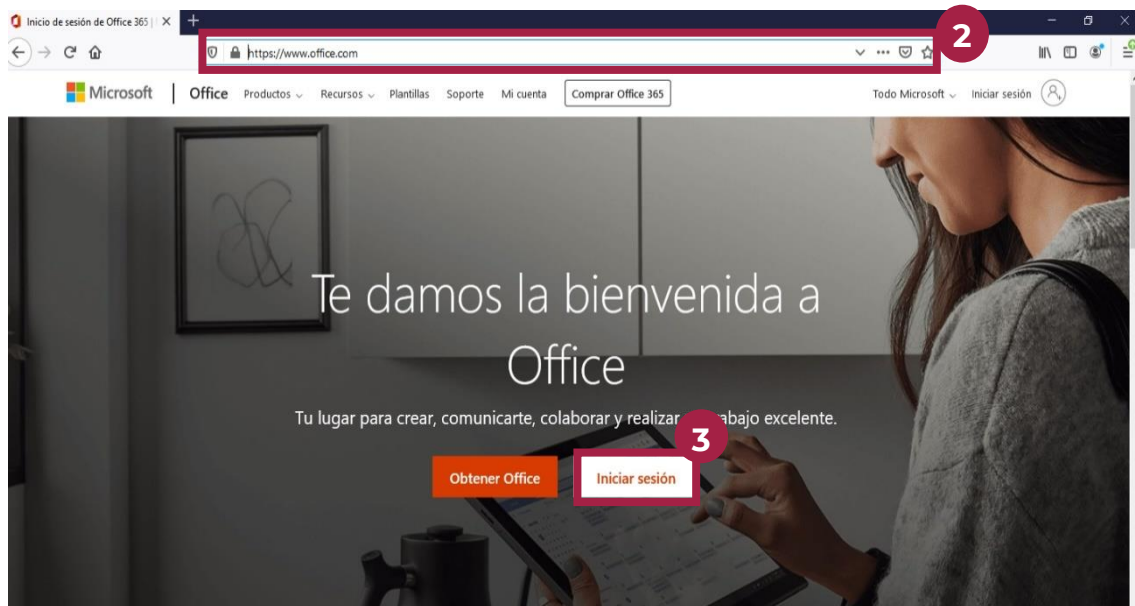 Inicio de sesión de Office 365 |
2
https://www.office.com
Microsoft | Office Productos Recursos Plantillas Soporte Mi cuenta Comprar Office 365 Todo Microsoft Iniciar sesión
Te damos la bienvenida a
Office
Tu lugar para crear, comunicarte, colaborar y realizar abajo excelente.
3
Obtener Office Iniciar sesión